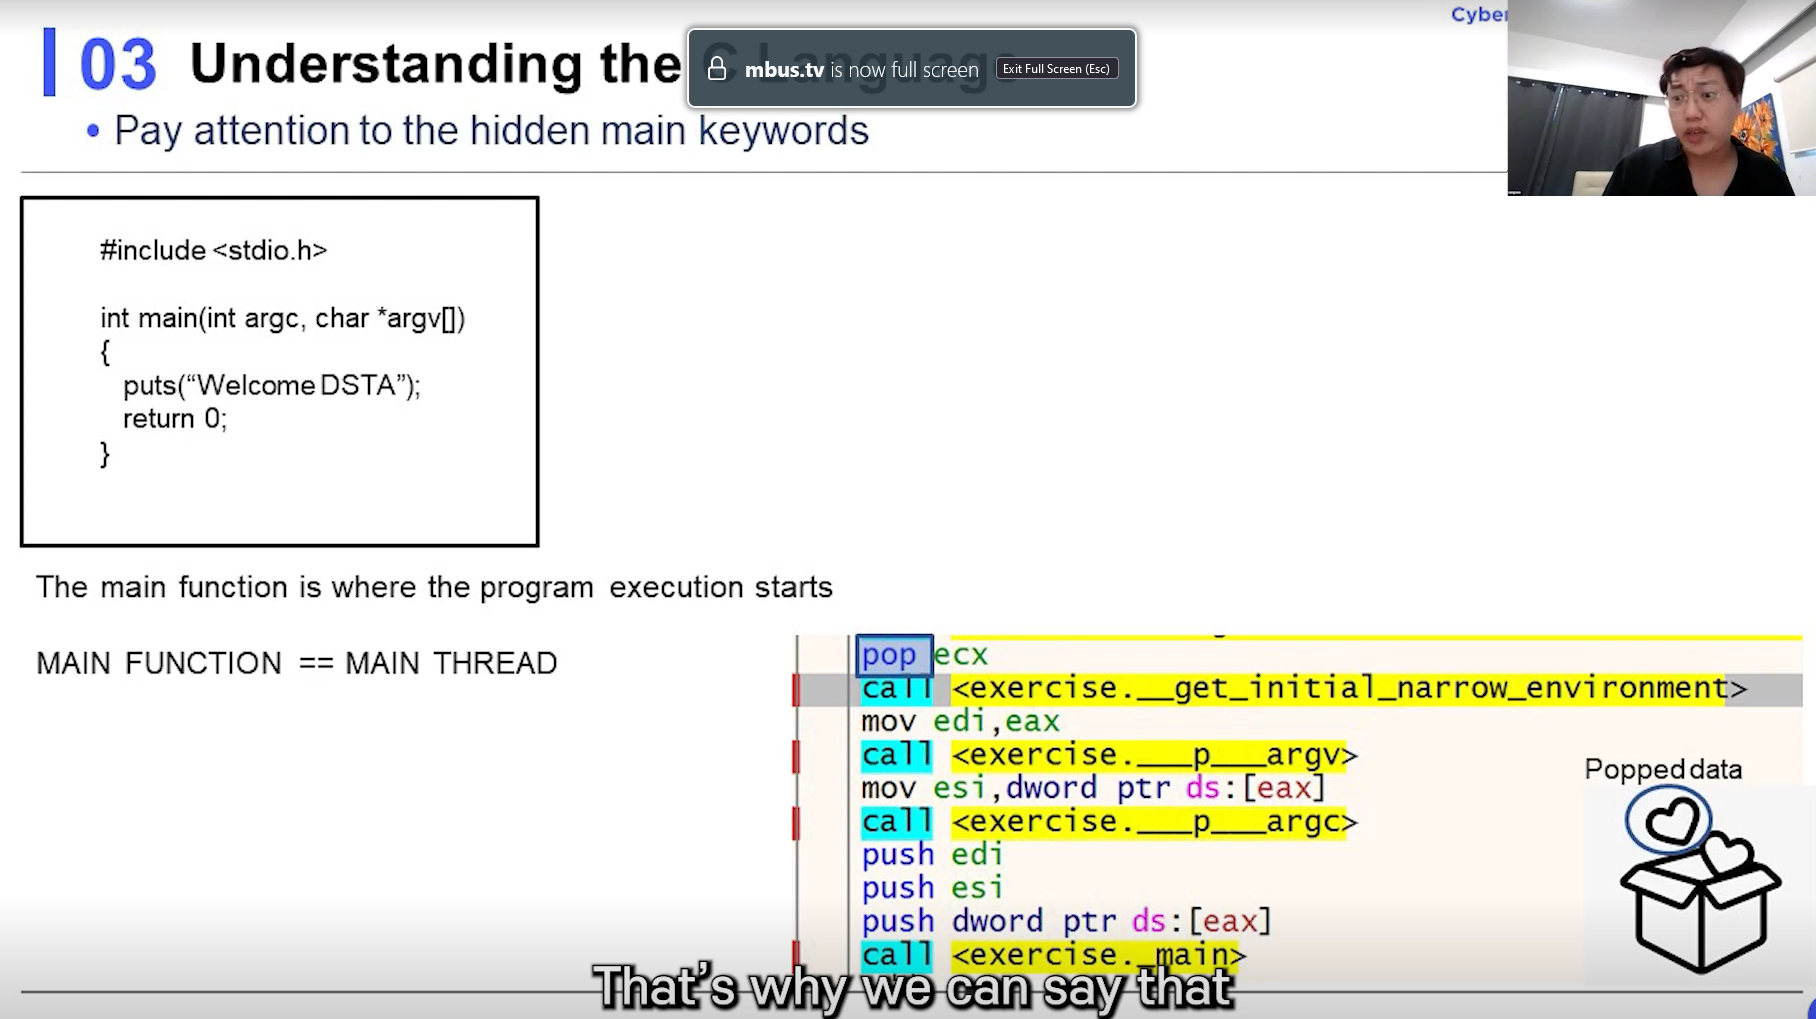 Cyber
03 Understanding the C Language
mbus.tv is now full screen Exit Full Screen (Esc)
• Pay attention to the hidden main keywords
#include <stdio.h>
int main(int argc, char *argv[])
{
puts(“Welcome DSTA”);
return 0;
}
The main function is where the program execution starts
MAIN FUNCTION == MAIN THREAD
pop ecx
call <exercise.__get_initial_narrow_environment>
mov edi,eax
call <exercise.___p___argv>
mov esi,dword ptr ds:[eax]
call <exercise.___p___argc>
push edi
push esi
push dword ptr ds:[eax]
call <exercise._main>
Popped data
That's why we can say that